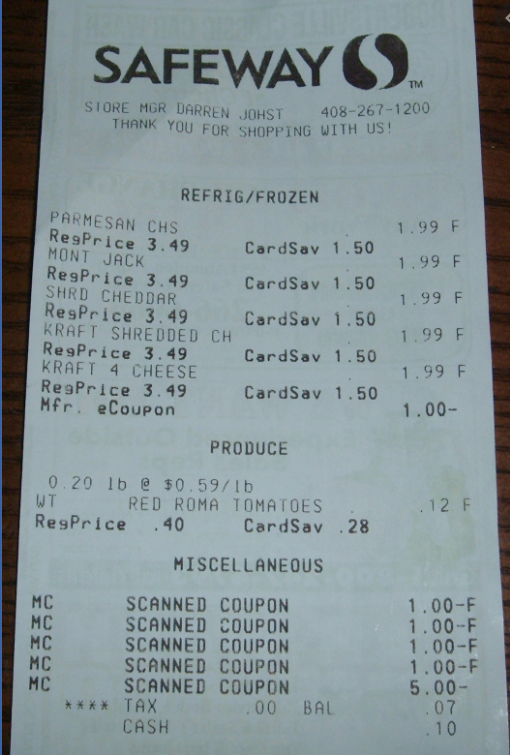 SAFEWAY TM
STORE MGR DARREN JOHST 408-267-1200
THANK YOU FOR SHOPPING WITH US!
REFRIG/FROZEN
PARMESAN CHS 1.99 F
RegPrice 3.49 CardSav 1.50
MONT JACK 1.99 F
RegPrice 3.49 CardSav 1.50
SHRD CHEDDAR 1.99 F
RegPrice 3.49 CardSav 1.50
KRAFT SHREDDED CH 1.99 F
RegPrice 3.49 CardSav 1.50
KRAFT 4 CHEESE 1.99 F
RegPrice 3.49 CardSav 1.50
Mfr. eCoupon 1.00-
PRODUCE
0.20 lb @ $0.59/lb
WT RED ROMA TOMATOES .12 F
RegPrice .40 CardSav .28
MISCELLANEOUS
MC SCANNED COUPON 1.00-F
MC SCANNED COUPON 1.00-F
MC SCANNED COUPON 1.00-F
MC SCANNED COUPON 1.00-F
MC SCANNED COUPON 5.00-
**** TAX .00 BAL .07
CASH .10